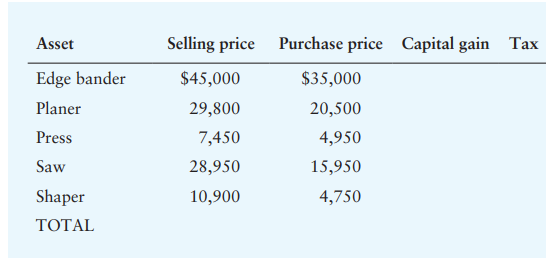 Asset Selling price Purchase price Capital gain Tax
Edge bander $45,000 $35,000
Planer 29,800 20,500
Press 7,450 4,950
Saw 28,950 15,950
Shaper 10,900 4,750
TOTAL